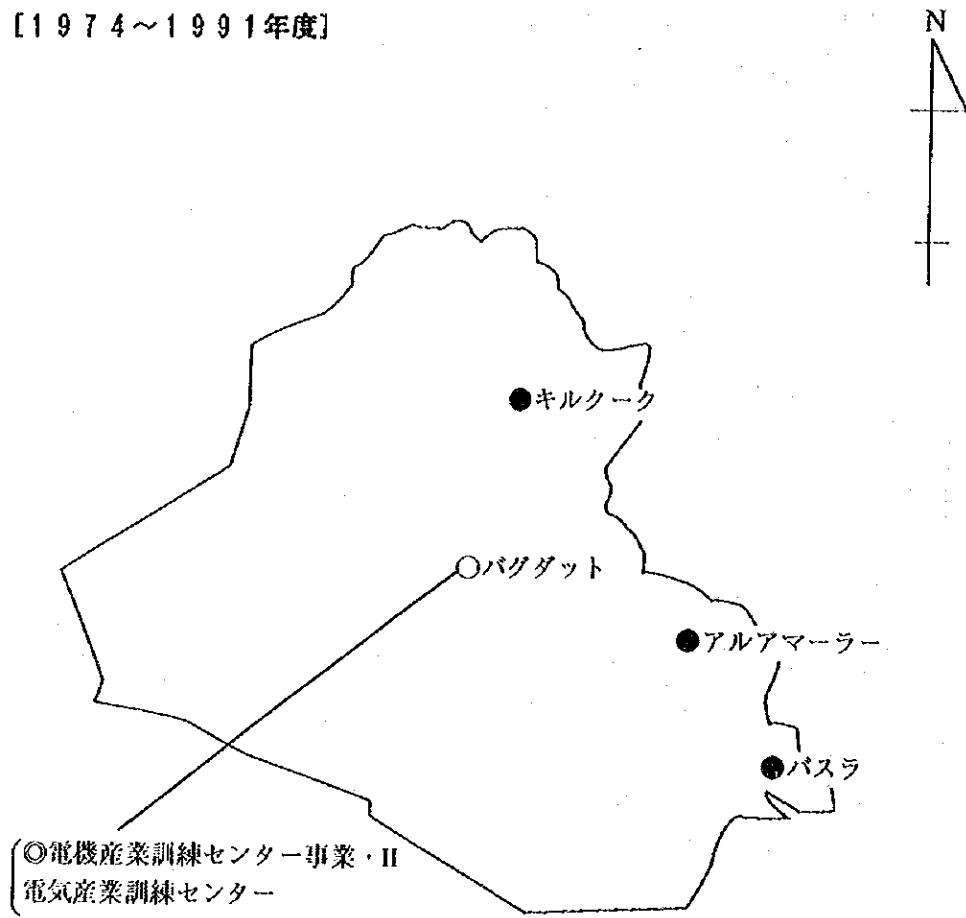 [1974~1991年度]
N
キルクーク
バグダット
アルアマーラー
バスラ
◎電機産業訓練センター事業・II
電気産業訓練センター